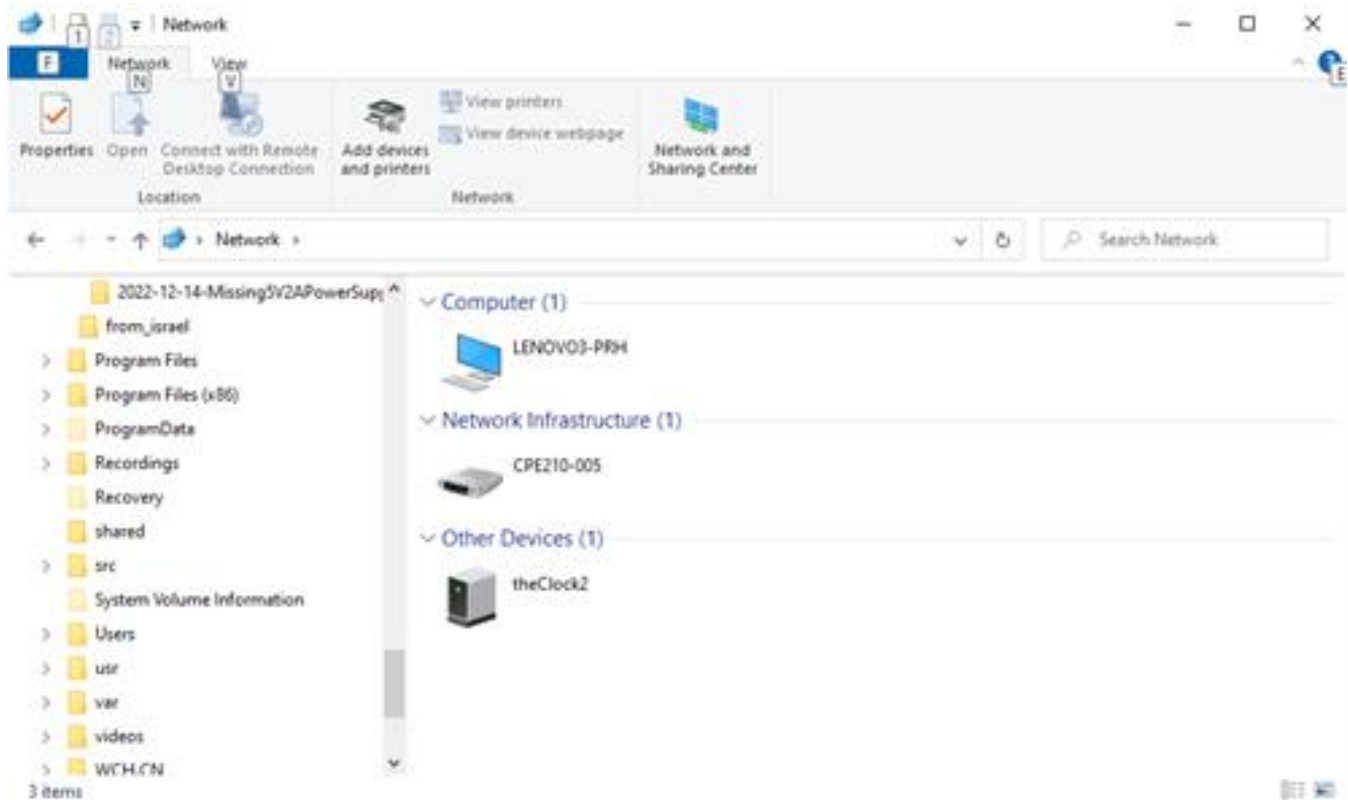 Network
1
F
Network
View
N
V
E
Properties
Open
Connect with Remote
Desktop Connection
Add devices
and printers
View printers
View device webpage
Network and
Sharing Center
Location
Network
Network
Search Network
2022-12-14-Missing5V2APowerSup
from_israel
Program Files
Program Files (x86)
ProgramData
Recordings
Recovery
shared
src
System Volume Information
Users
usr
var
videos
WCH.CN
Computer (1)
LENOVO3-PRH
Network Infrastructure (1)
CPE210-005
Other Devices (1)
theClock2
3 items